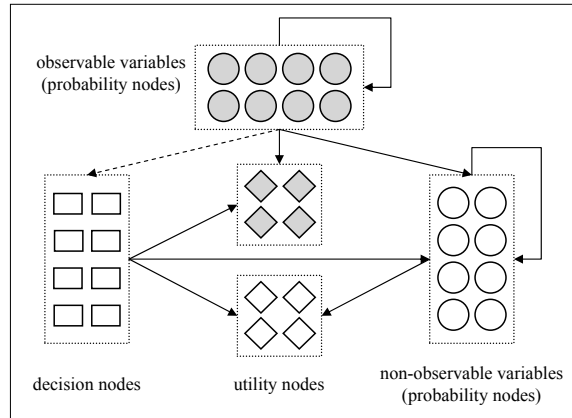 observable variables
(probability nodes)
decision nodes
utility nodes
non-observable variables
(probability nodes)